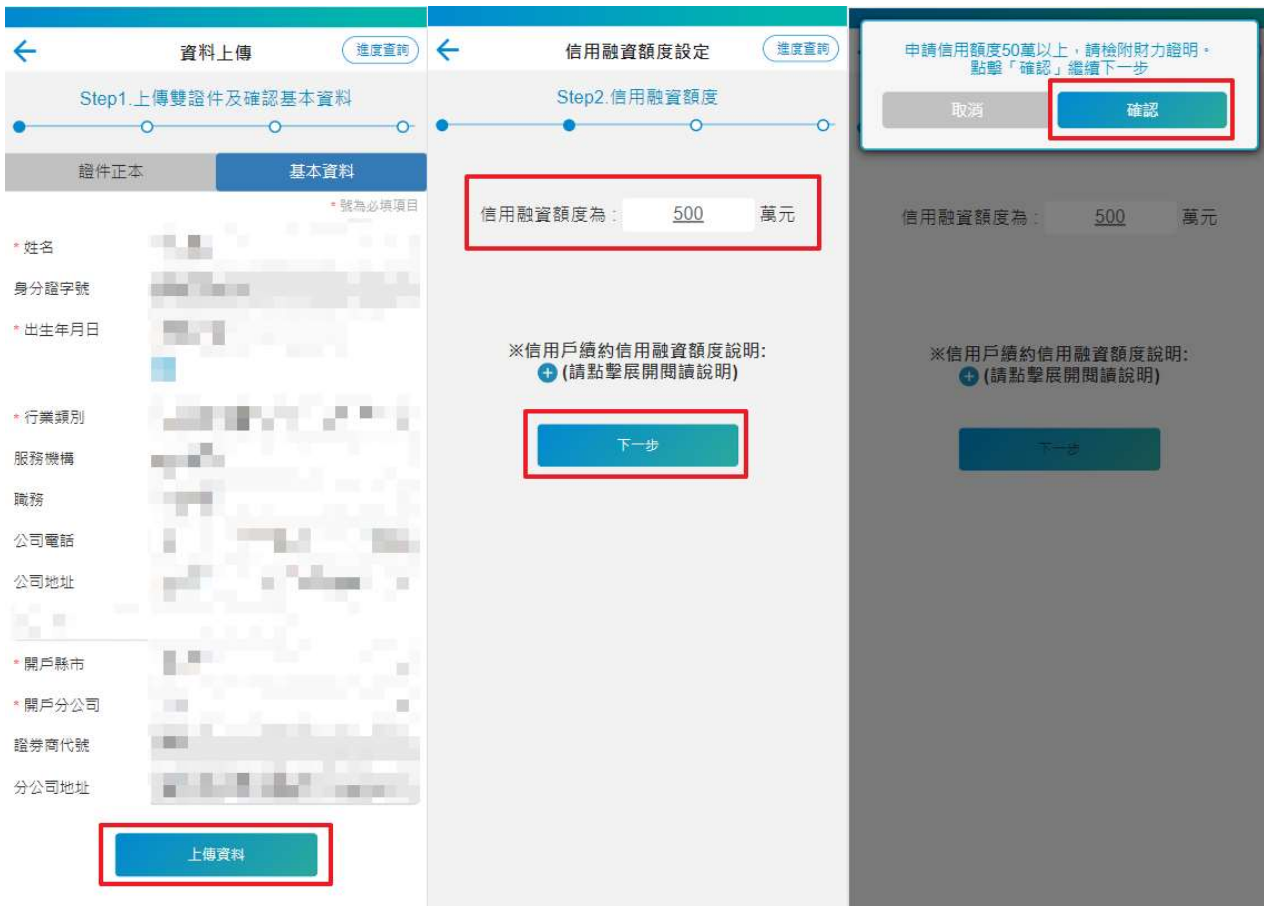 資料上傳
進度查詢
Step1.上傳雙證件及確認基本資料
證件正本
基本資料
*號為必填項目
*姓名
身分證字號
*出生年月日
*行業類別
服務機構
職務
公司電話
公司地址
*開戶縣市
*開戶分公司
證券商代號
分公司地址
上傳資料
信用融資額度設定
進度查詢
Step2.信用融資額度
信用融資額度為: 500 萬元
※信用戶續約信用融資額度說明:
+ (請點擊展開閱讀說明)
下一步
申請信用額度50萬以上，請檢附財力證明。
點擊「確認」繼續下一步
取消
確認
信用融資額度為: 500 萬元
※信用戶續約信用融資額度說明:
+ (請點擊展開閱讀說明)
下一步